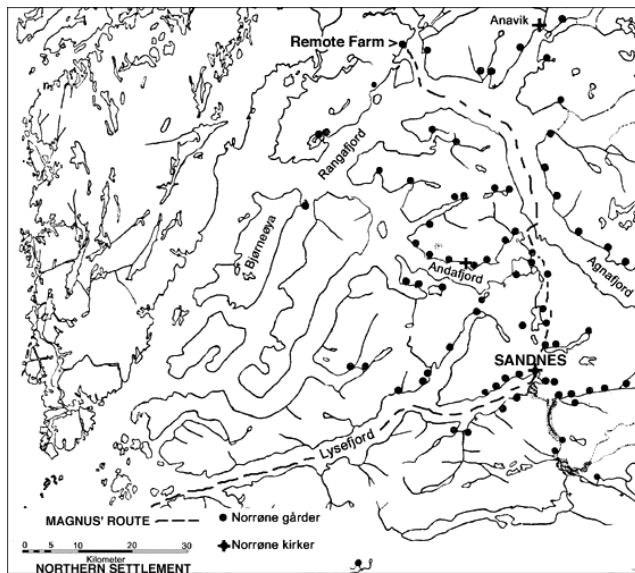 Anavik
Remote Farm >
Rangafjord
Bjørneøya
Andafjord
Agnafjord
SANDNES
Lysefjord
MAGNUS' ROUTE
Norrøne gårder
0 5 10 20 30
Kilometer
Norrøne kirker
NORTHERN SETTLEMENT